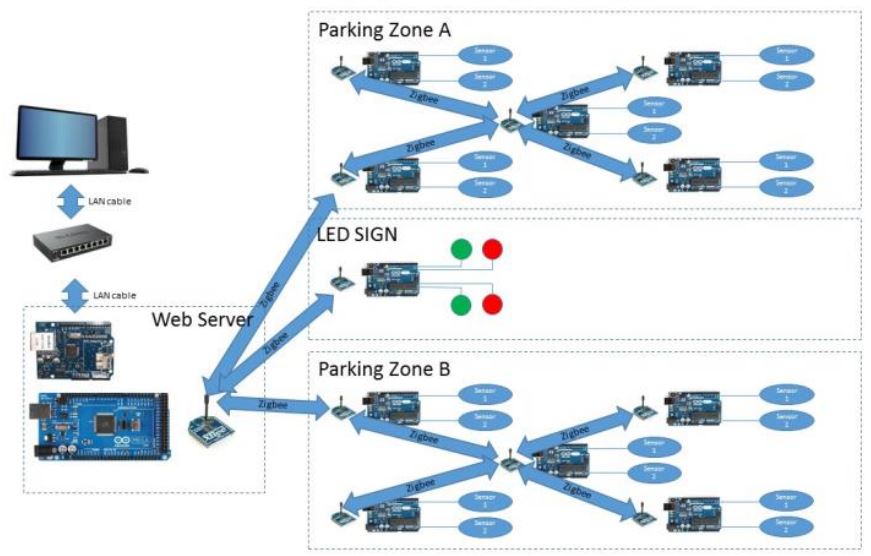 Parking Zone A
Sensor
1
Sensor
2
Sensor
1
Sensor
2
Zigbee
Zigbee
Sensor
1
Sensor
2
Zigbee
Zigbee
Sensor
1
Sensor
2
Sensor
1
Sensor
2
LAN cable
LED SIGN
LAN cable
Zigbee
Web Server
Zigbee
Parking Zone B
Zigbee
Sensor
1
Sensor
2
Sensor
1
Sensor
2
Zigbee
Zigbee
Sensor
1
Sensor
2
Zigbee
Zigbee
Sensor
1
Sensor
2
Sensor
1
Sensor
2